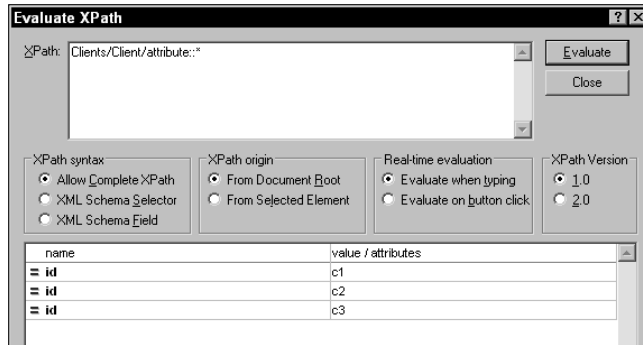 Evaluate XPath
XPath: Clients/Client/attribute::*
Evaluate
Close
XPath syntax
Allow Complete XPath
XML Schema Selector
XML Schema Field
XPath origin
From Document Root
From Selected Element
Real-time evaluation
Evaluate when typing
Evaluate on button click
XPath Version
1.0
2.0
name value / attributes
= id c1
= id c2
= id c3